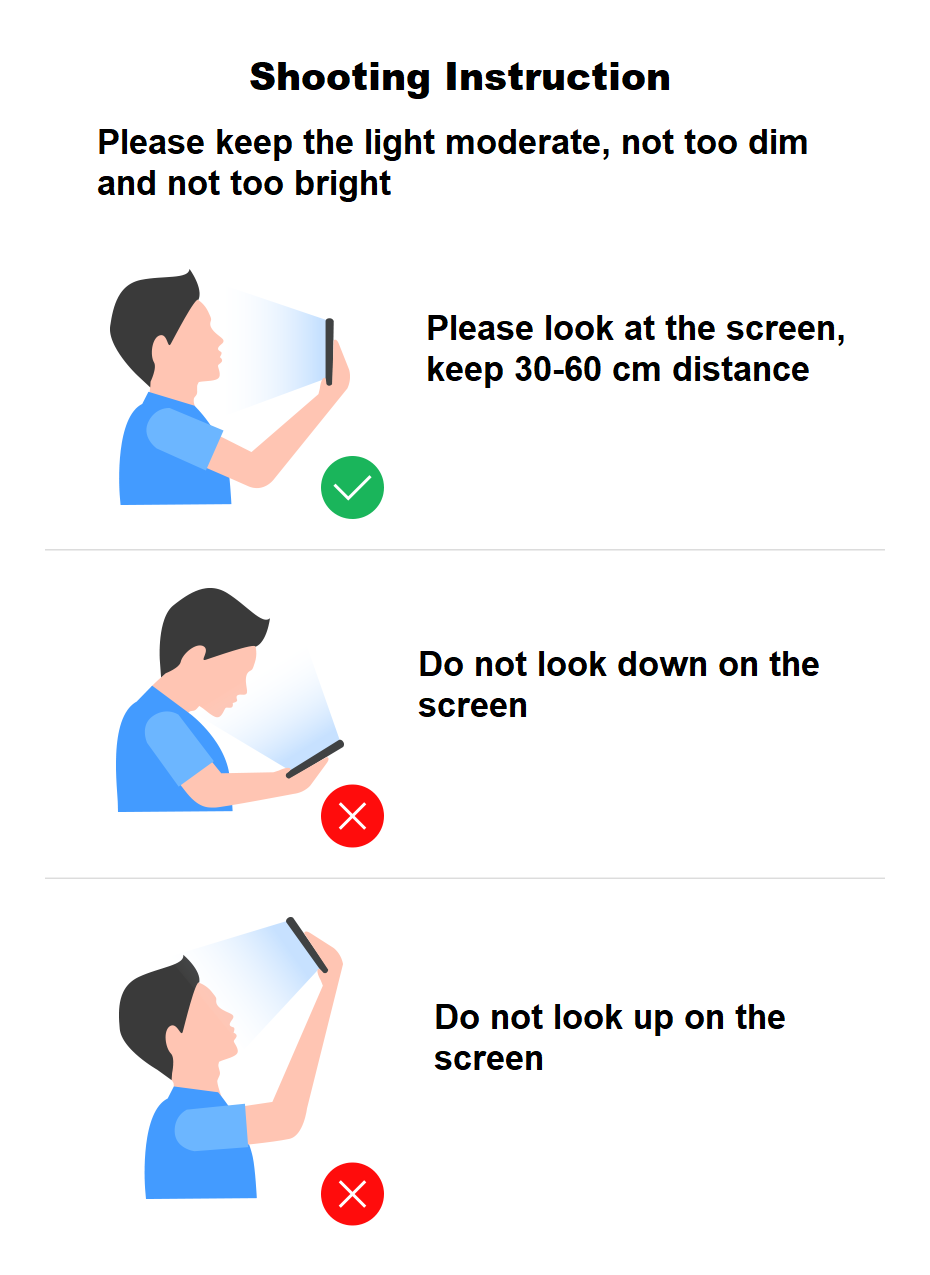 Shooting Instruction
Please keep the light moderate, not too dim
and not too bright
Please look at the screen,
keep 30-60 cm distance
Do not look down on the
screen
Do not look up on the
screen